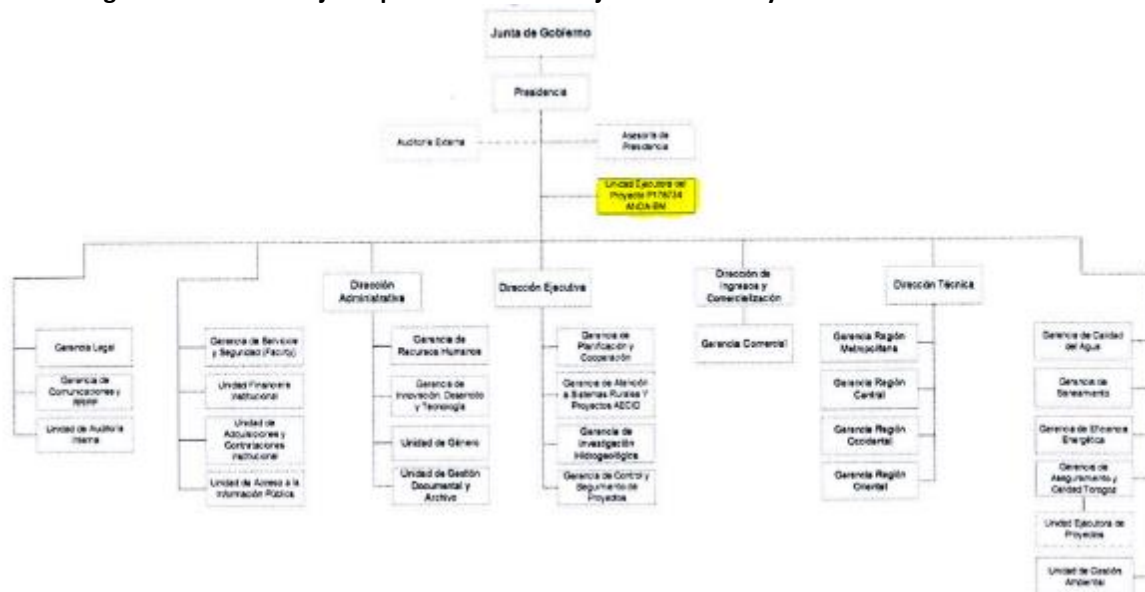 Junta de Gobierno
Presidencia
Auditoría Externa
Asesoría de
Presidencia
Unidad Ejecutora del
Proyecto
ANDA-BM
Dirección
Administrativa
Dirección Ejecutiva
Dirección de
Ingresos y
Comercialización
Dirección Técnica
Gerencia Legal
Gerencia de
Comunicaciones y
RRPP
Unidad de Auditoría
Interna
Gerencia de Servicios
y Seguridad (Facility)
Unidad Financiera
Institucional
Unidad de
Adquisiciones y
Contrataciones
Institucional
Unidad de Acceso a la
Información Pública
Gerencia de
Recursos Humanos
Gerencia de
Innovación, Desarrollo
y Tecnología
Unidad de Género
Unidad de Gestión
Documental y
Archivo
Gerencia de
Planificación y
Cooperación
Gerencia de Atención
a Sistemas Rurales Y
Proyectos AECID
Gerencia de
Investigación
Hidrogeológica
Gerencia de Control y
Seguimiento de
Proyectos
Gerencia Comercial
Gerencia Región
Metropolitana
Gerencia Región
Central
Gerencia Región
Occidental
Gerencia Región
Oriental
Gerencia de Calidad
del Agua
Gerencia de
Saneamiento
Gerencia de Eficiencia
Energética
Gerencia de
Aseguramiento y
Calidad Torogoz
Unidad Ejecutora de
Proyectos
Unidad de Gestión
Ambiental